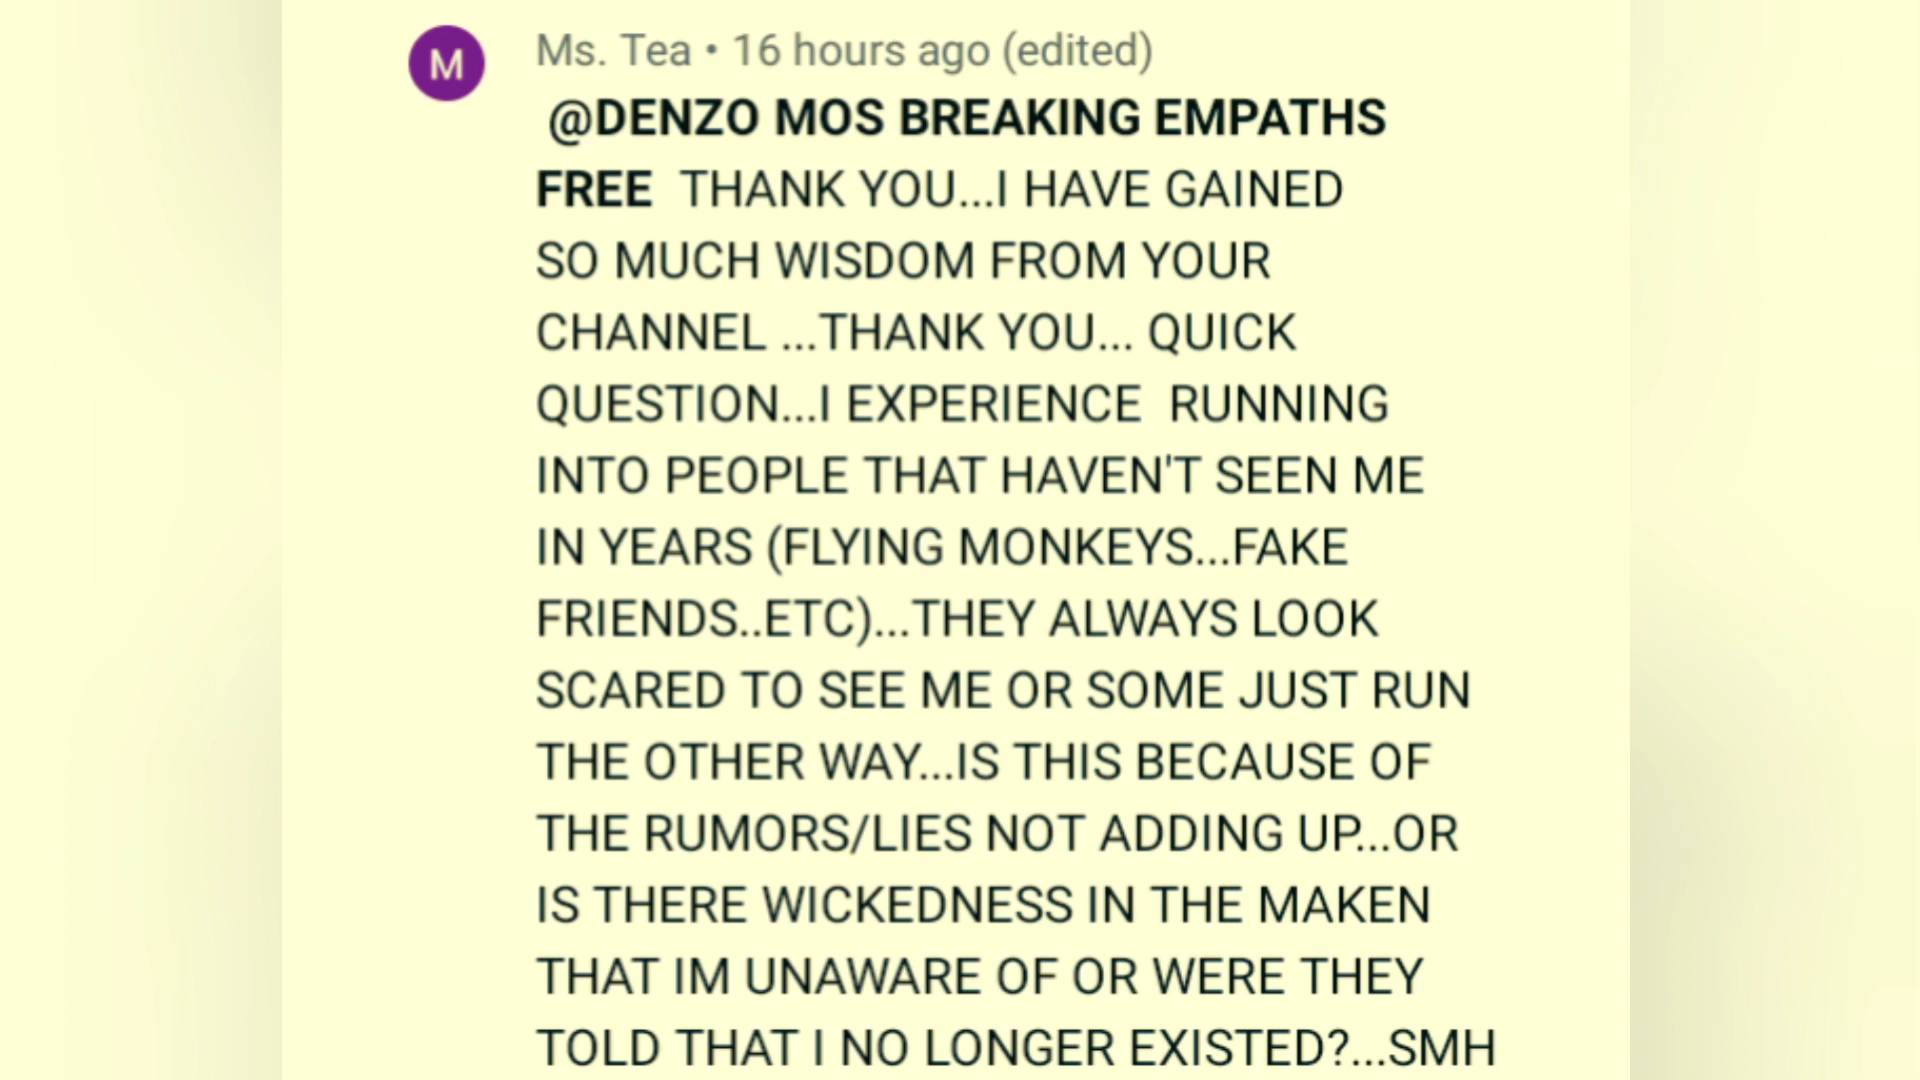 M
Ms. Tea • 16 hours ago (edited)
@DENZO MOS BREAKING EMPATHS
FREE THANK YOU...I HAVE GAINED
SO MUCH WISDOM FROM YOUR
CHANNEL ...THANK YOU... QUICK
QUESTION...I EXPERIENCE RUNNING
INTO PEOPLE THAT HAVEN'T SEEN ME
IN YEARS (FLYING MONKEYS...FAKE
FRIENDS..ETC)...THEY ALWAYS LOOK
SCARED TO SEE ME OR SOME JUST RUN
THE OTHER WAY...IS THIS BECAUSE OF
THE RUMORS/LIES NOT ADDING UP...OR
IS THERE WICKEDNESS IN THE MAKEN
THAT IM UNAWARE OF OR WERE THEY
TOLD THAT I NO LONGER EXISTED?...SMH